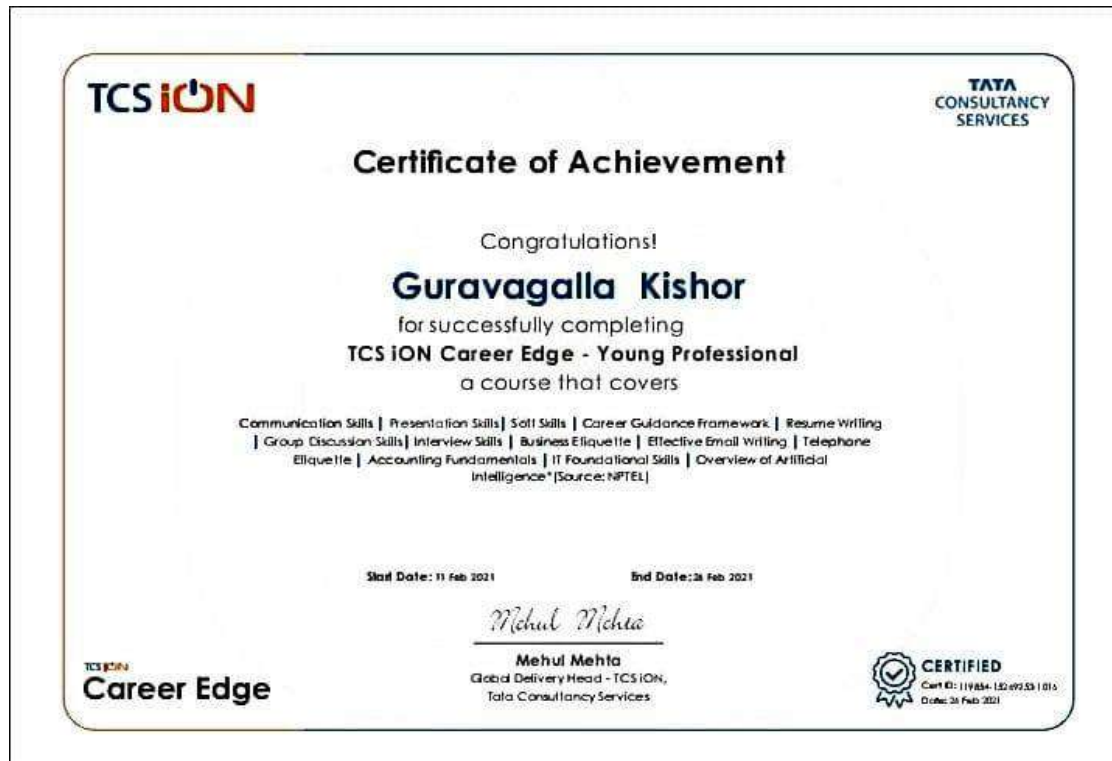 TCS iON
TATA
CONSULTANCY
SERVICES
Certificate of Achievement
Congratulations!
Guravagalla Kishor
for successfully completing
TCS iON Career Edge - Young Professional
a course that covers
Communication Skills | Presentation Skills| Soft Skills | Career Guidance Framework | Resume Writing
| Group Discussion Skills| Interview Skills | Business Etiquette | Effective Email Writing | Telephone
Etiquette | Accounting Fundamentals | IT Foundational Skills | Overview of Artificial
Intelligence*(Source: NPTEL)
Start Date: 11 Feb 2021 End Date: 26 Feb 2021
Mehul Mehta
Mehul Mehta
Global Delivery Head - TCS iON,
Tata Consultancy Services
TCS iON
Career Edge
CERTIFIED
Cert ID:
Date: 26 Feb 2021